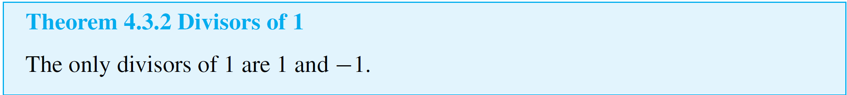 Theorem 4.3.2 Divisors of 1
The only divisors of 1 are 1 and −1.